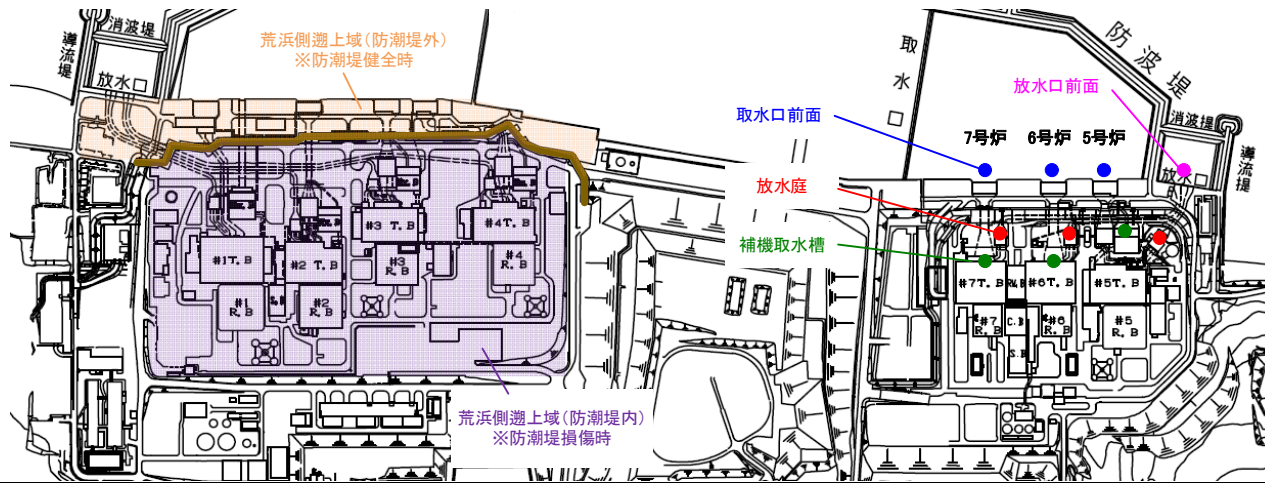 消波堤
導流堤
放水口
荒浜側遡上域(防潮堤外)
※防潮堤健全時
取水口
防波堤
放水口前面
取水口前面
7号炉
6号炉
5号炉
消波堤
放水口
導流堤
放水庭
補機取水槽
#1T.B
#2 T.B
#3 T.B
#4T.B
#1
R.B
#2
R.B
#3
R.B
#4
R.B
#7T.B
RW.B
#6T.B
#5T.B
#7
R.B
C.B
#6
R.B
#5
R.B
S.B
荒浜側遡上域(防潮堤内)
※防潮堤損傷時